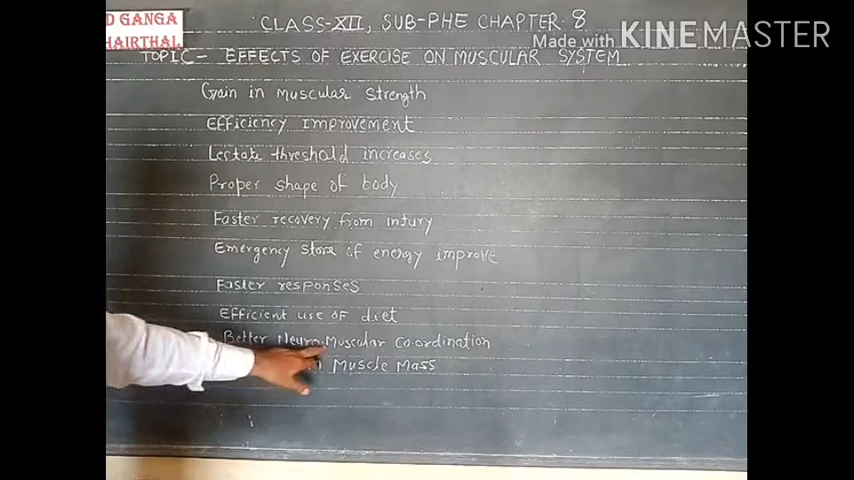 D GANGA
HAIRTHAL
Made with KINEMASTER
CLASS-XII, SUB-PHE CHAPTER 8
TOPIC- EFFECTS OF EXERCISE ON MUSCULAR SYSTEM
Gain in muscular strength
Efficiency Improvement
Lectate threshold increases
Proper shape of body
Faster recovery from intury
Emergency store of energy improve
Faster responses
Efficient use of diet
Better Neuro-Muscular Co-ordination
Muscle Mass